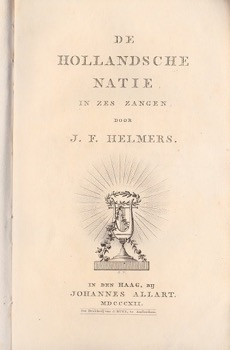 DE
HOLLANDSCHE
NATIE
IN ZES ZANGEN
DOOR
J. F. HELMERS.
IN DEN HAAG, BIJ
JOHANNES ALLART.
MDCCCXII.